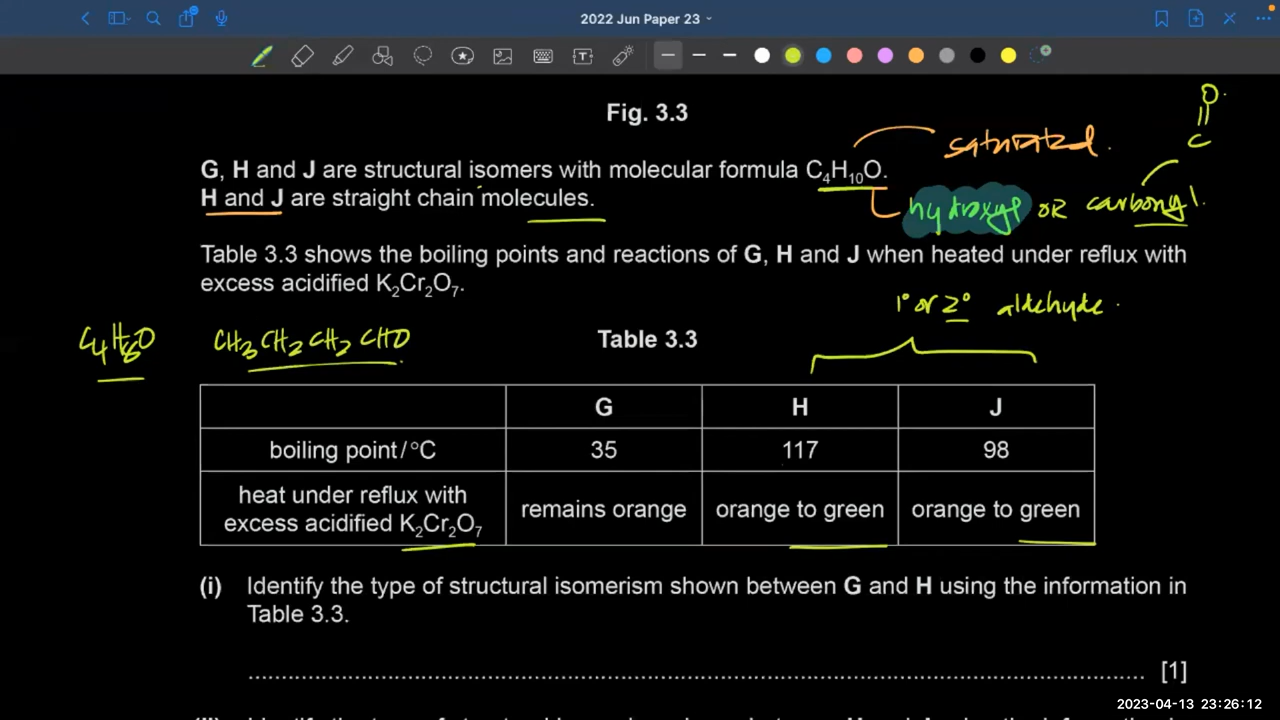 2022 Jun Paper 23
Fig. 3.3
O
C
saturated.
G, H and J are structural isomers with molecular formula C₄H₁₀O.
H and J are straight chain molecules.
hydroxyl OR carbonyl.
Table 3.3 shows the boiling points and reactions of G, H and J when heated under reflux with
excess acidified K₂Cr₂O₇.
1° or 2° aldehyde.
C₄H₈O CH₃CH₂CH₂CHO
Table 3.3
G H J
boiling point/°C 35 117 98
heat under reflux with
excess acidified K₂Cr₂O₇ remains orange orange to green orange to green
(i) Identify the type of structural isomerism shown between G and H using the information in
Table 3.3.
[1]
2023-04-13 23:26:12